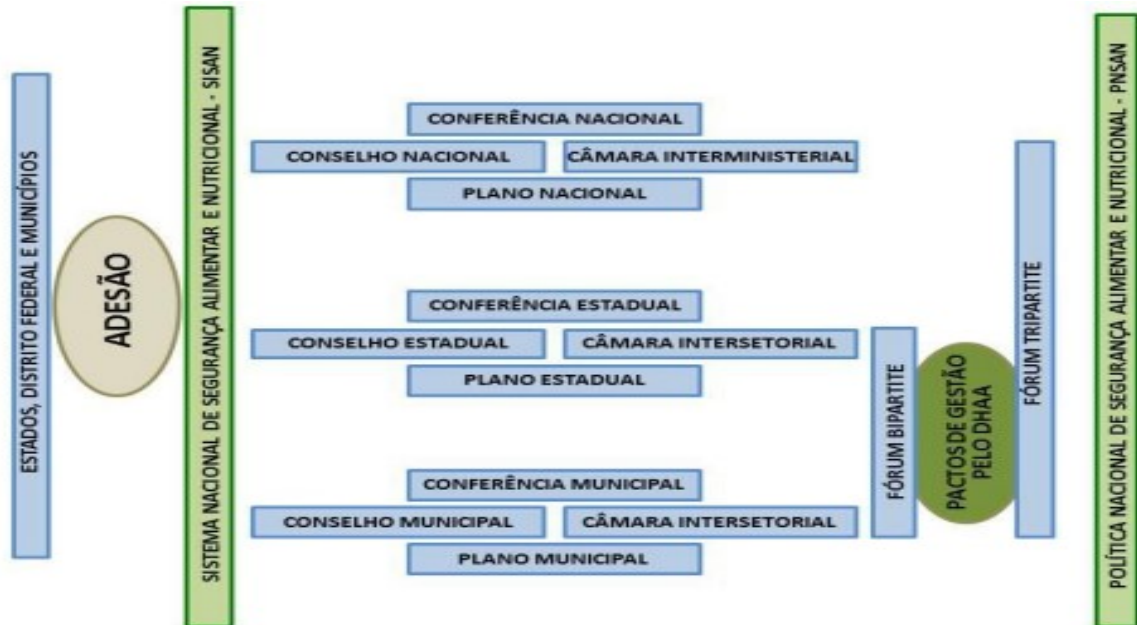 ESTADOS, DISTRITO FEDERAL E MUNICÍPIOS
ADESÃO
SISTEMA NACIONAL DE SEGURANÇA ALIMENTAR E NUTRICIONAL - SISAN
CONFERÊNCIA NACIONAL
CONSELHO NACIONAL
CÂMARA INTERMINISTERIAL
PLANO NACIONAL
CONFERÊNCIA ESTADUAL
CONSELHO ESTADUAL
CÂMARA INTERSETORIAL
PLANO ESTADUAL
CONFERÊNCIA MUNICIPAL
CONSELHO MUNICIPAL
CÂMARA INTERSETORIAL
PLANO MUNICIPAL
FÓRUM BIPARTITE
PACTOS DE GESTÃO
PELO DHAA
FÓRUM TRIPARTITE
POLÍTICA NACIONAL DE SEGURANÇA ALIMENTAR E NUTRICIONAL - PNSAN